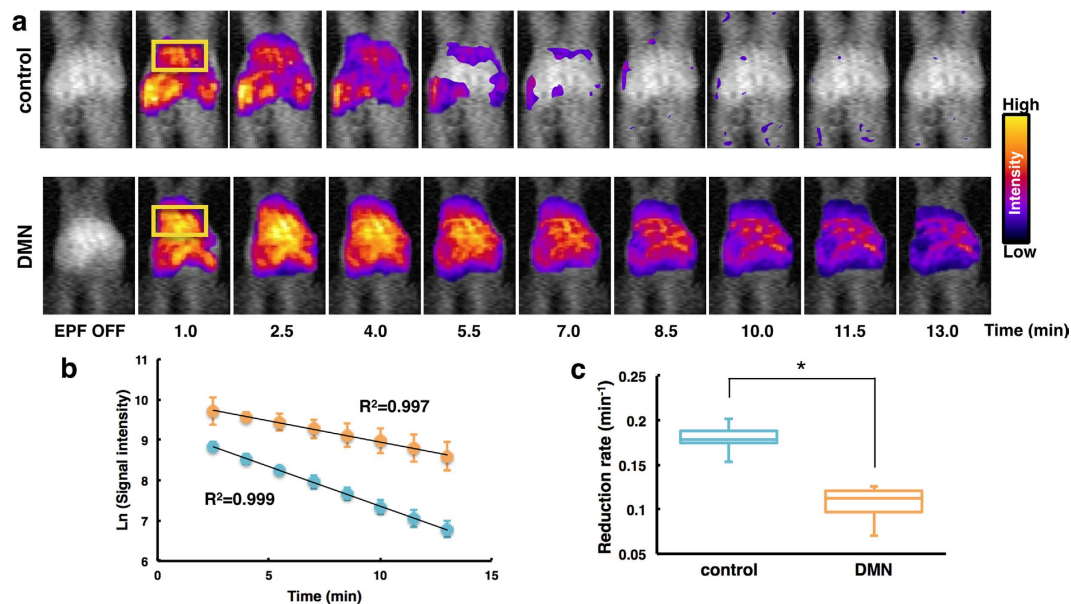 a
control
DMN
High
Intensity
Low
EPF OFF 1.0 2.5 4.0 5.5 7.0 8.5 10.0 11.5 13.0 Time (min)
b
Ln (Signal intensity)
11
10
9
8
7
6
R²=0.997
R²=0.999
0 5 10 15
Time (min)
c
*
Reduction rate (min⁻¹)
0.25
0.20
0.15
0.1
0.05
control DMN